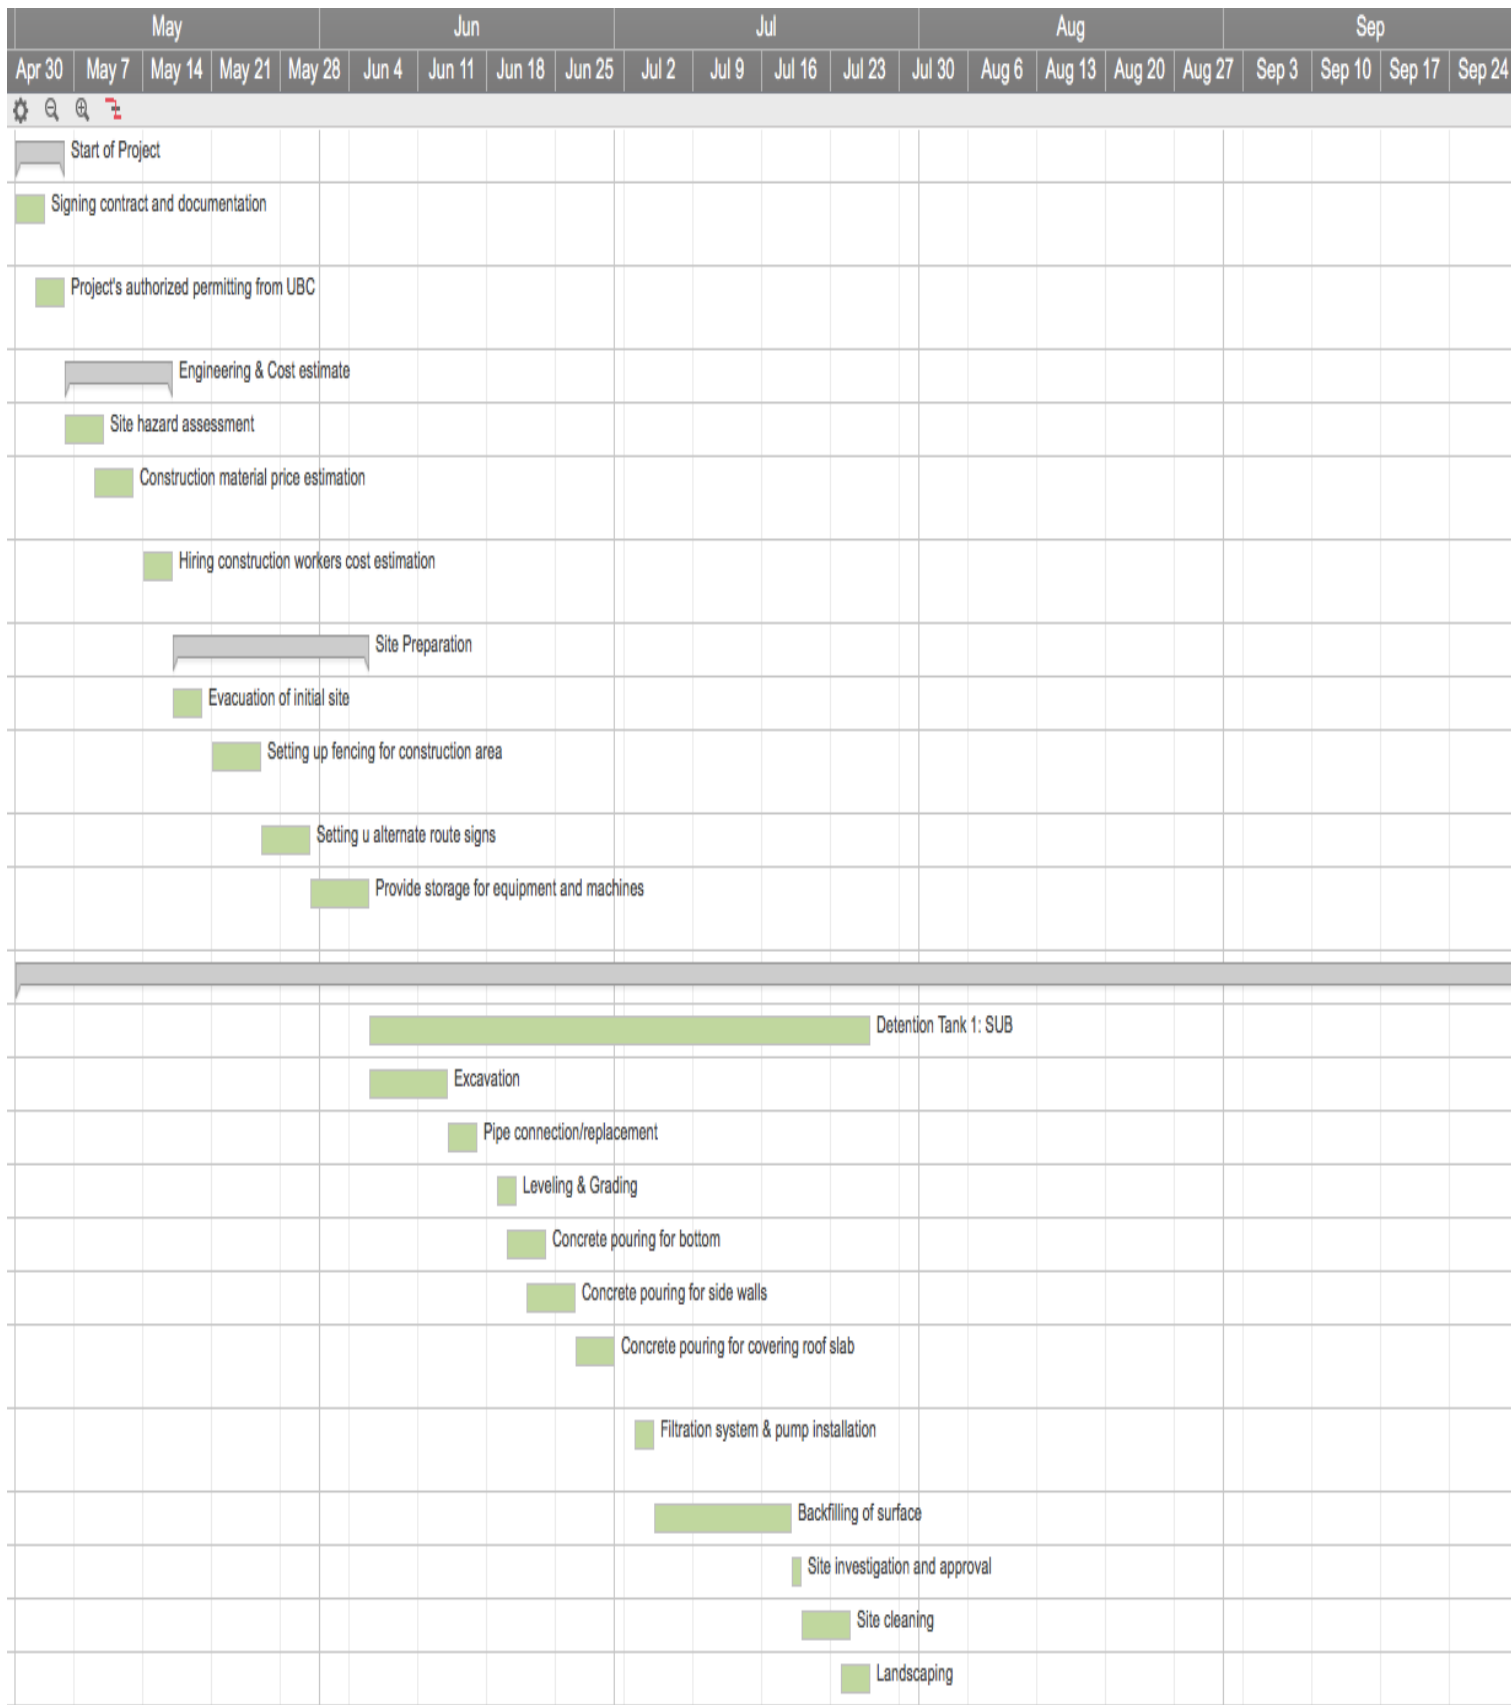 May Jun Jul Aug Sep
Apr 30 May 7 May 14 May 21 May 28 Jun 4 Jun 11 Jun 18 Jun 25 Jul 2 Jul 9 Jul 16 Jul 23 Jul 30 Aug 6 Aug 13 Aug 20 Aug 27 Sep 3 Sep 10 Sep 17 Sep 24
Start of Project
Signing contract and documentation
Project's authorized permitting from UBC
Engineering & Cost estimate
Site hazard assessment
Construction material price estimation
Hiring construction workers cost estimation
Site Preparation
Evacuation of initial site
Setting up fencing for construction area
Setting u alternate route signs
Provide storage for equipment and machines
Detention Tank 1: SUB
Excavation
Pipe connection/replacement
Leveling & Grading
Concrete pouring for bottom
Concrete pouring for side walls
Concrete pouring for covering roof slab
Filtration system & pump installation
Backfilling of surface
Site investigation and approval
Site cleaning
Landscaping